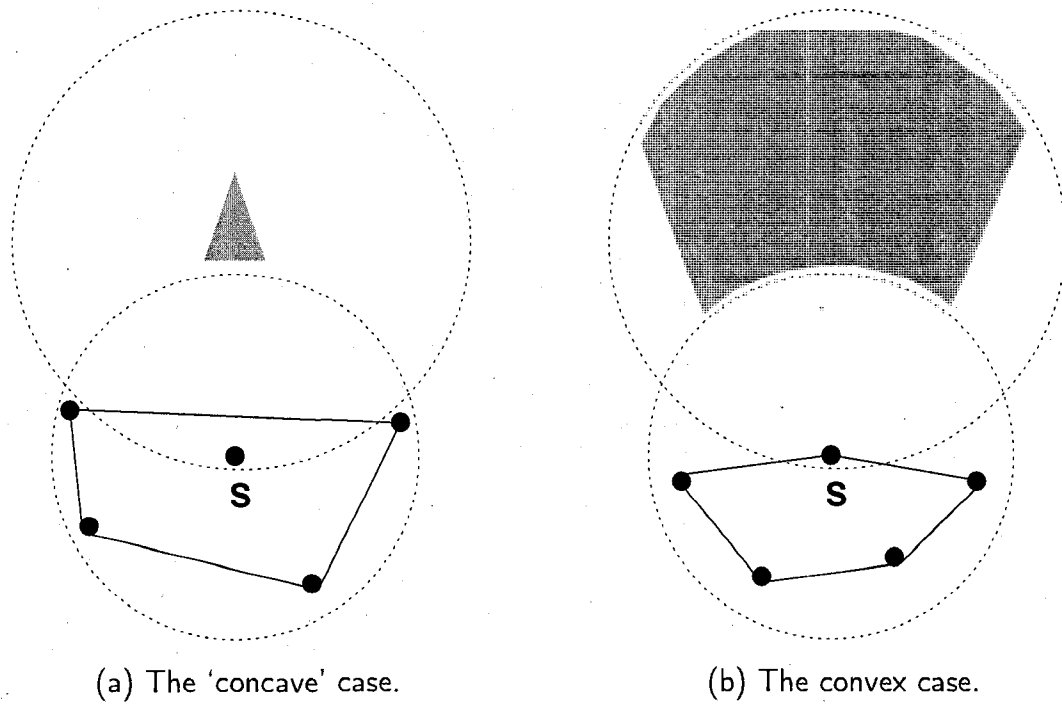 S
S
(a) The ‘concave’ case.
(b) The convex case.